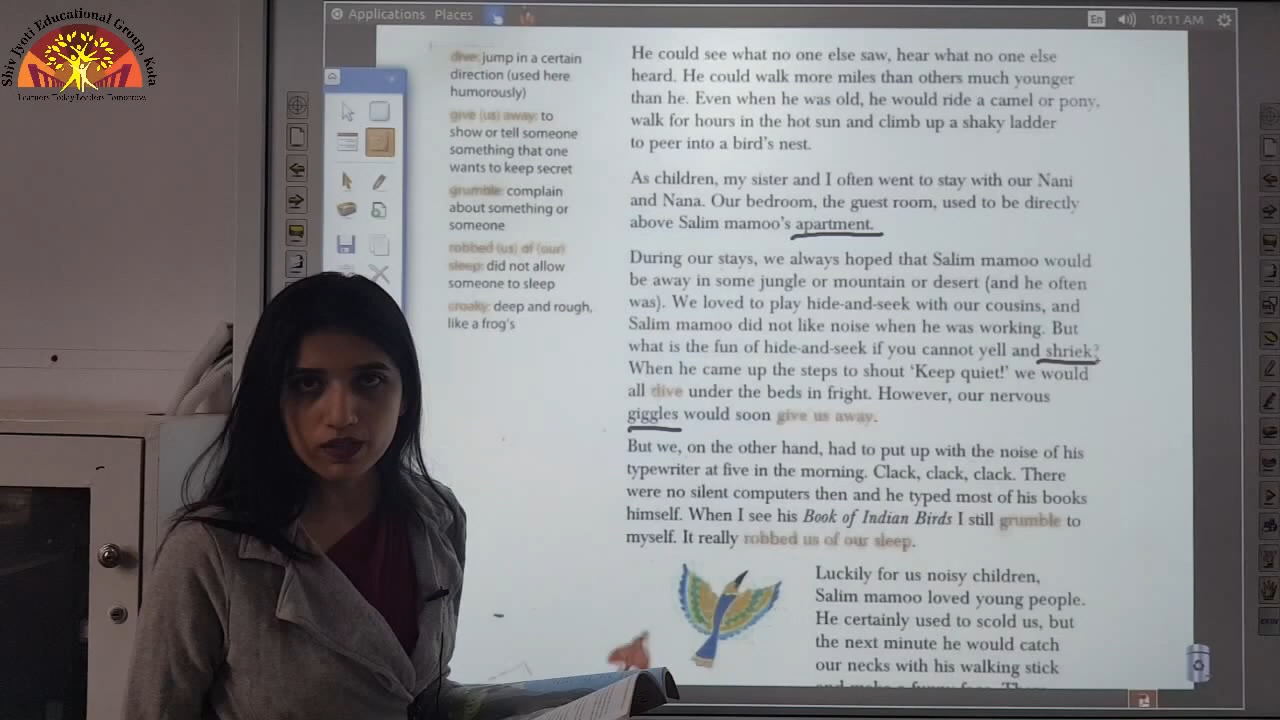 Shiv Jyoti Educational Group, Kota
Learners Today Leaders Tomorrow
Applications Places
En
10:11 AM
dive: jump in a certain
direction (used here
humorously)
give (us) away: to
show or tell someone
something that one
wants to keep secret
grumble: complain
about something or
someone
robbed (us) of (our)
sleep: did not allow
someone to sleep
croaky: deep and rough,
like a frog's
He could see what no one else saw, hear what no one else
heard. He could walk more miles than others much younger
than he. Even when he was old, he would ride a camel or pony,
walk for hours in the hot sun and climb up a shaky ladder
to peer into a bird's nest.
As children, my sister and I often went to stay with our Nani
and Nana. Our bedroom, the guest room, used to be directly
above Salim mamoo's apartment.
During our stays, we always hoped that Salim mamoo would
be away in some jungle or mountain or desert (and he often
was). We loved to play hide-and-seek with our cousins, and
Salim mamoo did not like noise when he was working. But
what is the fun of hide-and-seek if you cannot yell and shriek?
When he came up the steps to shout 'Keep quiet!' we would
all dive under the beds in fright. However, our nervous
giggles would soon give us away.
But we, on the other hand, had to put up with the noise of his
typewriter at five in the morning. Clack, clack, clack. There
were no silent computers then and he typed most of his books
himself. When I see his Book of Indian Birds I still grumble to
myself. It really robbed us of our sleep.
Luckily for us noisy children,
Salim mamoo loved young people.
He certainly used to scold us, but
the next minute he would catch
our necks with his walking stick
and make a funny face.